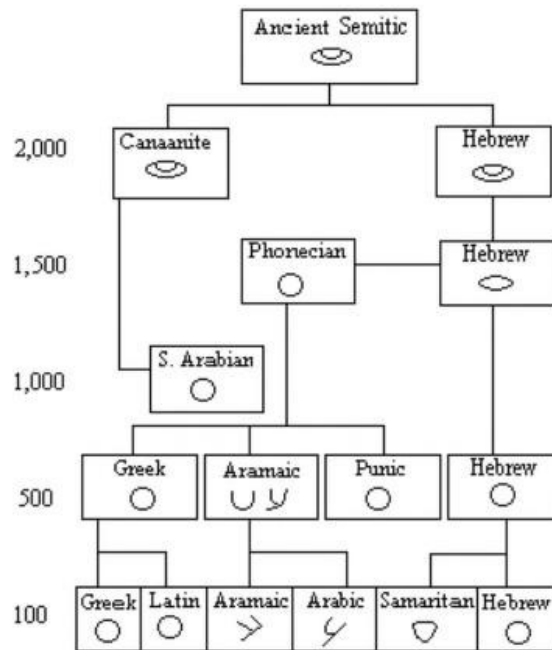 Ancient Semitic
2,000
Canaanite
Hebrew
1,500
Phonecian
Hebrew
1,000
S. Arabian
500
Greek
Aramaic
Punic
Hebrew
100
Greek
Latin
Aramaic
Arabic
Samaritan
Hebrew